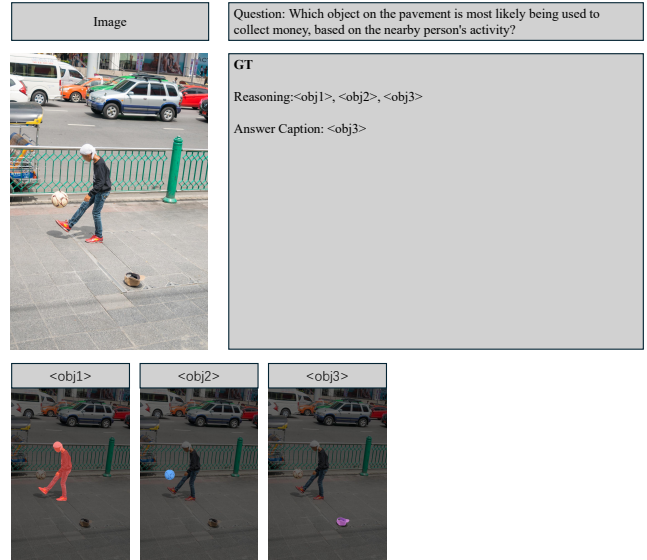 Image
Question: Which object on the pavement is most likely being used to
collect money, based on the nearby person's activity?
GT
Reasoning:<obj1>, <obj2>, <obj3>
Answer Caption: <obj3>
<obj1>
<obj2>
<obj3>